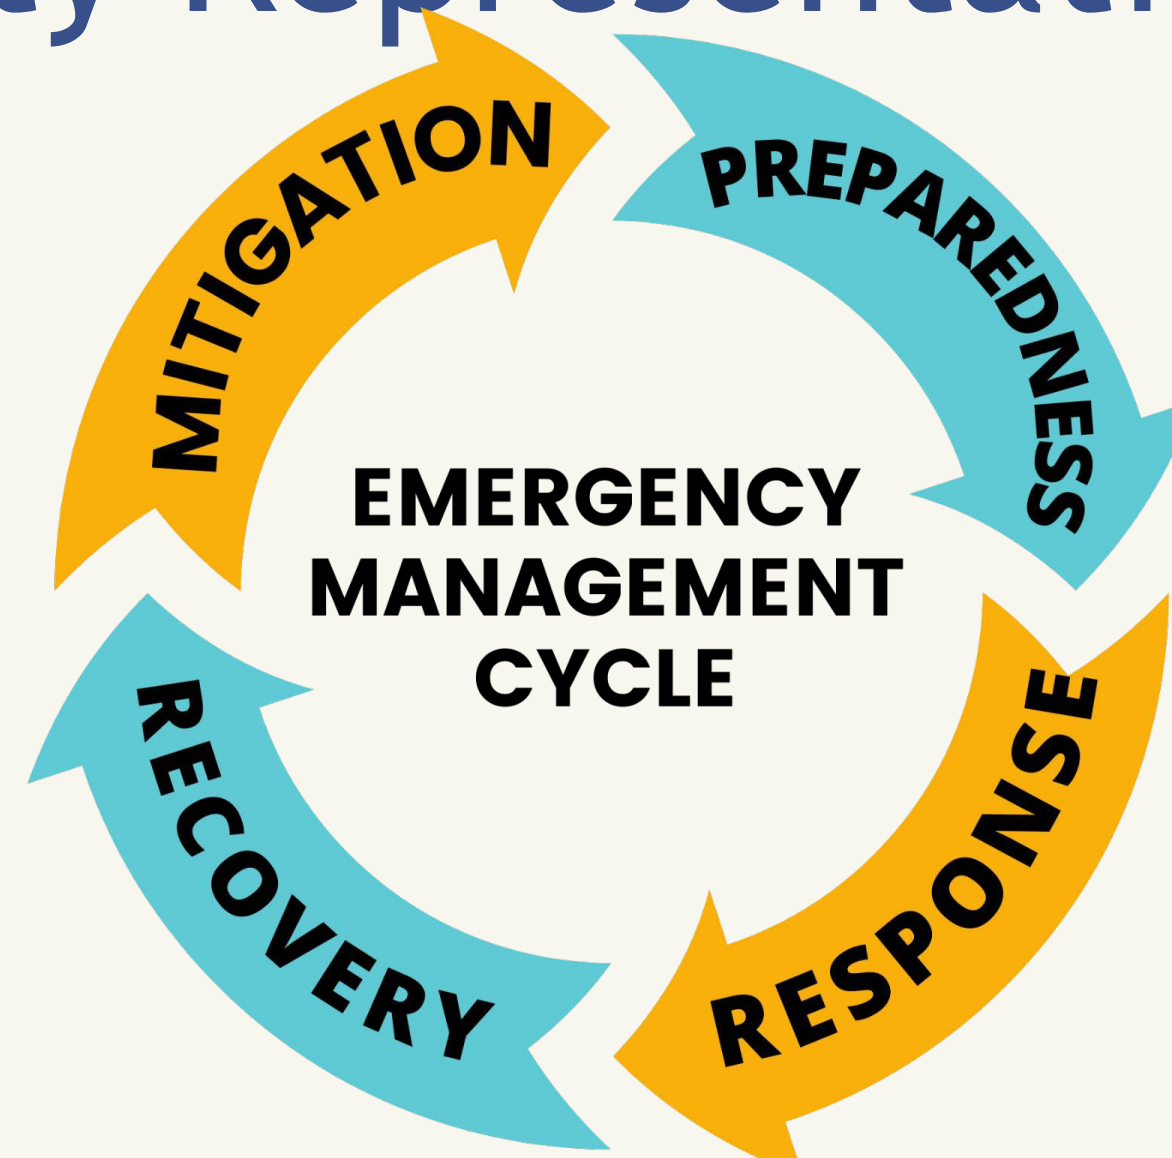 MITIGATION
PREPAREDNESS
EMERGENCY
MANAGEMENT
CYCLE
RECOVERY
RESPONSE